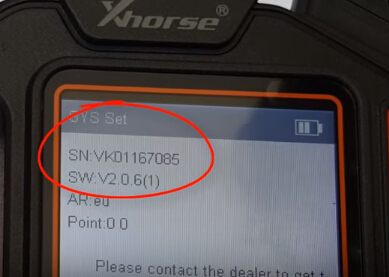 Xhorse®
SYS Set
SN:VKD1167085
SW:V2.0.6(1)
AR:eu
Point:0 0
Please contact the dealer to get t